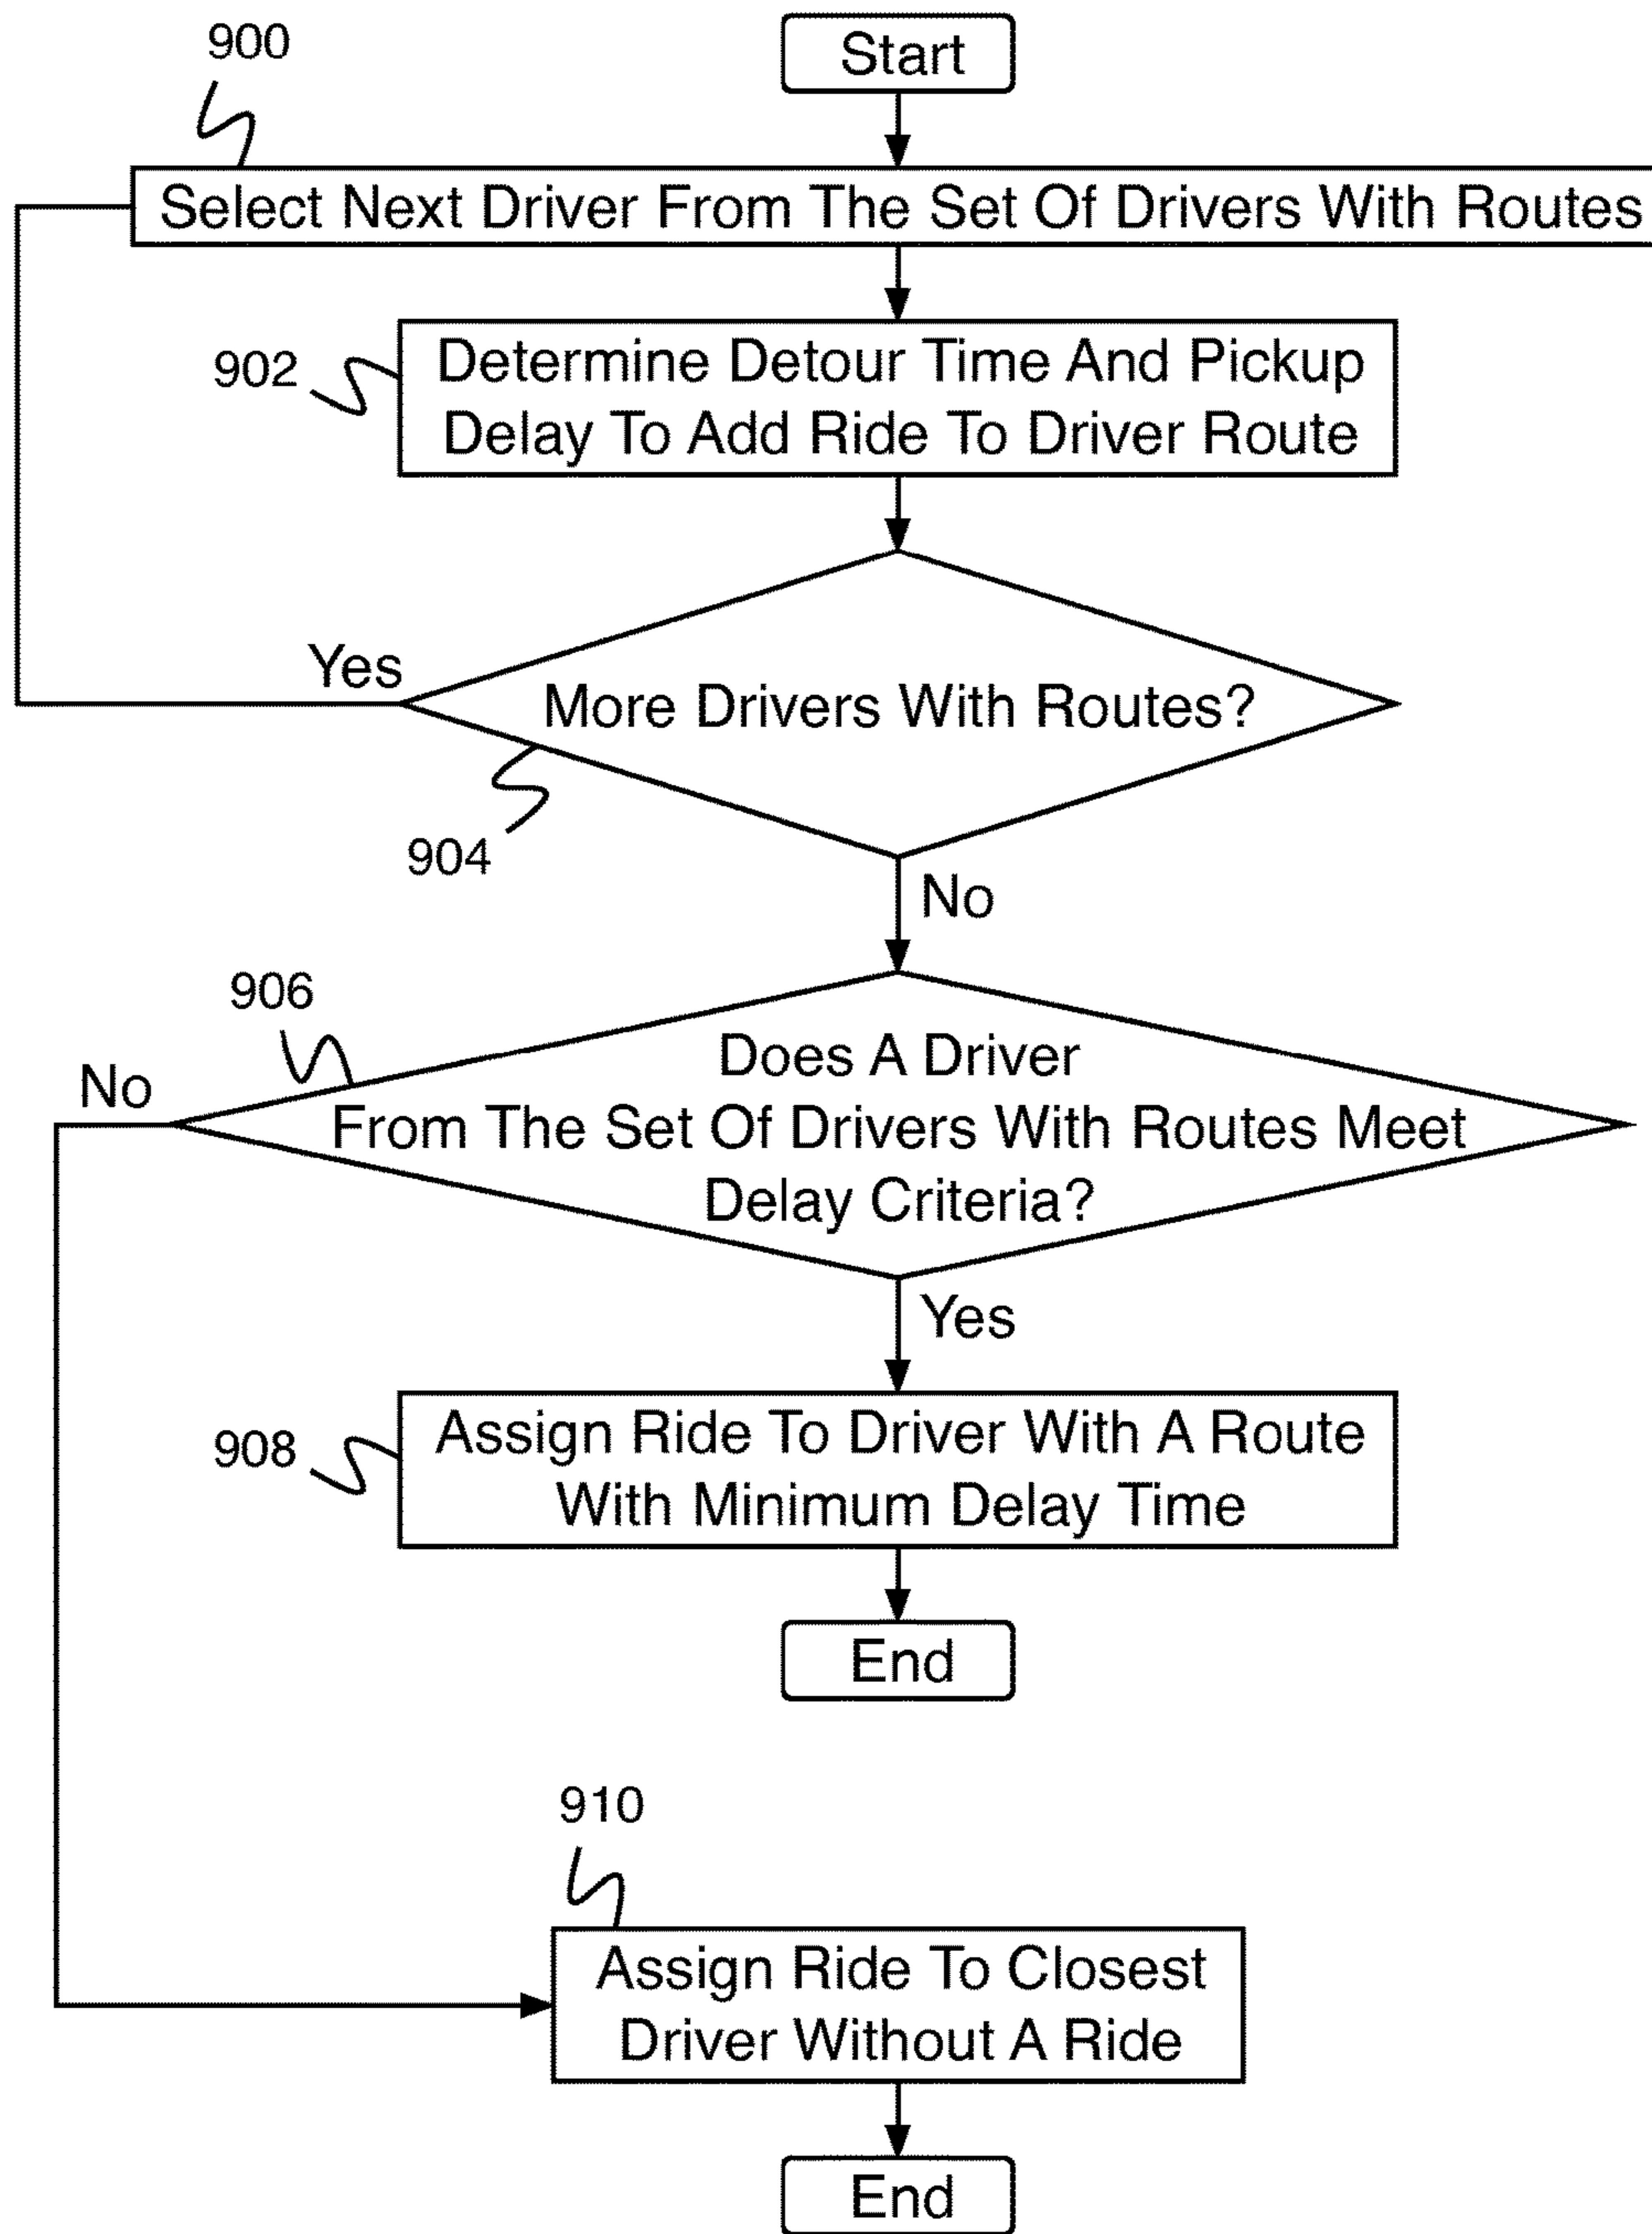 900
Start
Select Next Driver From The Set Of Drivers With Routes
902
Determine Detour Time And Pickup
Delay To Add Ride To Driver Route
Yes
More Drivers With Routes?
904
No
906
No
Does A Driver
From The Set Of Drivers With Routes Meet
Delay Criteria?
Yes
908
Assign Ride To Driver With A Route
With Minimum Delay Time
End
910
Assign Ride To Closest
Driver Without A Ride
End